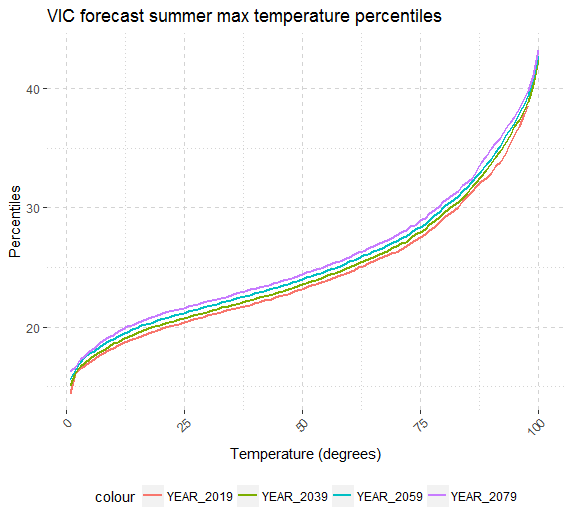 VIC forecast summer max temperature percentiles
40
30
20
Percentiles
0
25
50
75
100
Temperature (degrees)
colour YEAR_2019 YEAR_2039 YEAR_2059 YEAR_2079